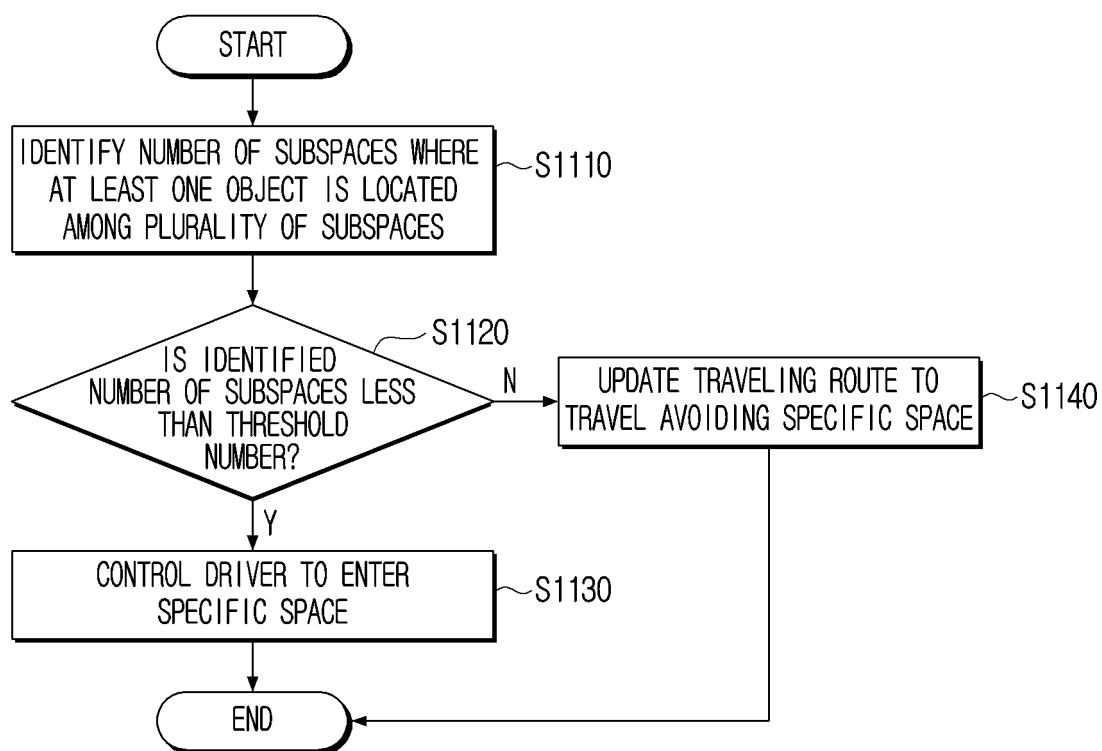 START
IDENTIFY NUMBER OF SUBSPACES WHERE
AT LEAST ONE OBJECT IS LOCATED
AMONG PLURALITY OF SUBSPACES
S1110
S1120
IS IDENTIFIED
NUMBER OF SUBSPACES LESS
THAN THRESHOLD
NUMBER?
N
UPDATE TRAVELING ROUTE TO
TRAVEL AVOIDING SPECIFIC SPACE
S1140
Y
CONTROL DRIVER TO ENTER
SPECIFIC SPACE
S1130
END